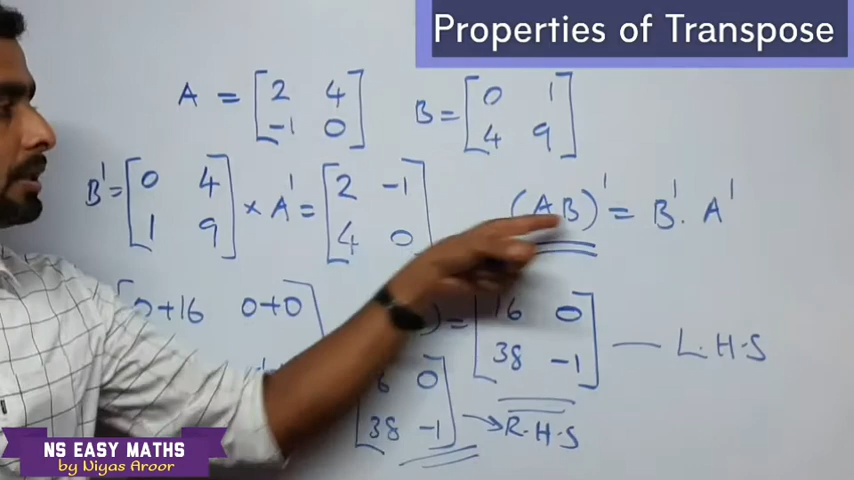 Properties of Transpose
A = [2 4 -1 0] B = [0 1 4 9]
B' = [0 4 1 9] × A' = [2 -1 4 0] (AB)' = B'. A'
0+16 0+0 ) = [16 0 38 -1] — L.H.S
6 0 38 -1 → R.H.S
NS EASY MATHS
by Niyas Aroor